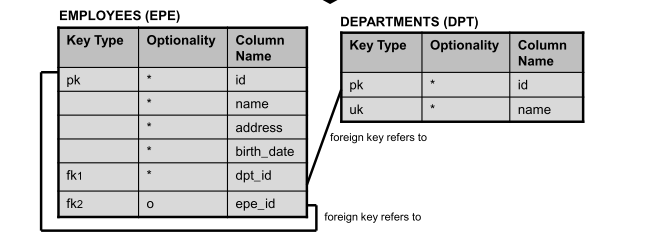 EMPLOYEES (EPE)
Key Type Optionality Column Name
pk * id
* name
* address
* birth_date
fk1 * dpt_id
fk2 o epe_id
DEPARTMENTS (DPT)
Key Type Optionality Column Name
pk * id
uk * name
foreign key refers to
foreign key refers to